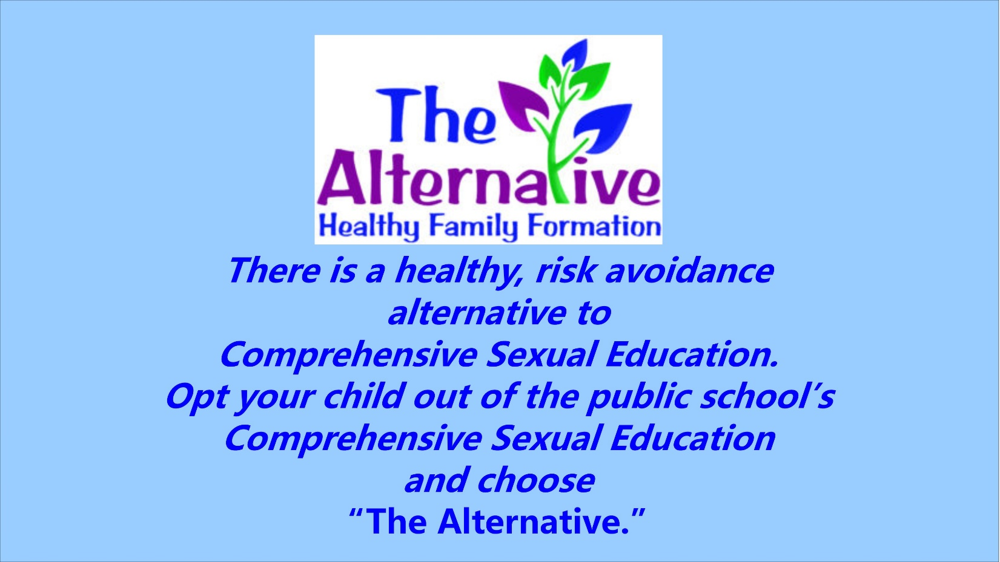 The
Alternative
Healthy Family Formation
There is a healthy, risk avoidance
alternative to
Comprehensive Sexual Education.
Opt your child out of the public school’s
Comprehensive Sexual Education
and choose
“The Alternative.”